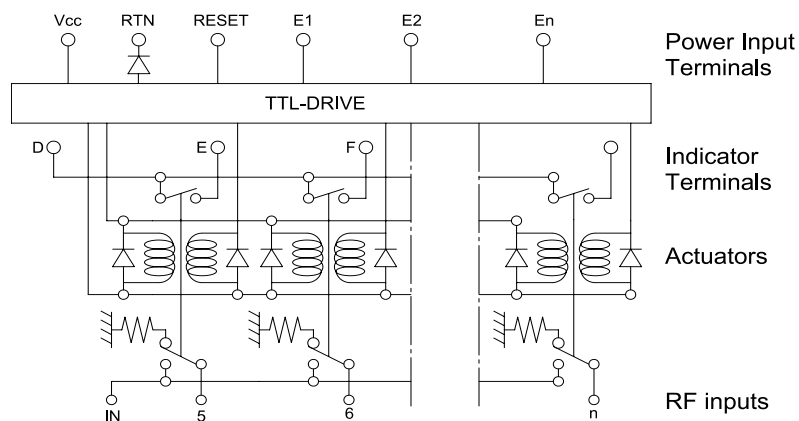 Vcc RTN RESET E1 E2 En
Power Input
Terminals
TTL-DRIVE
D E F
Indicator
Terminals
Actuators
IN 5 6 n
RF inputs